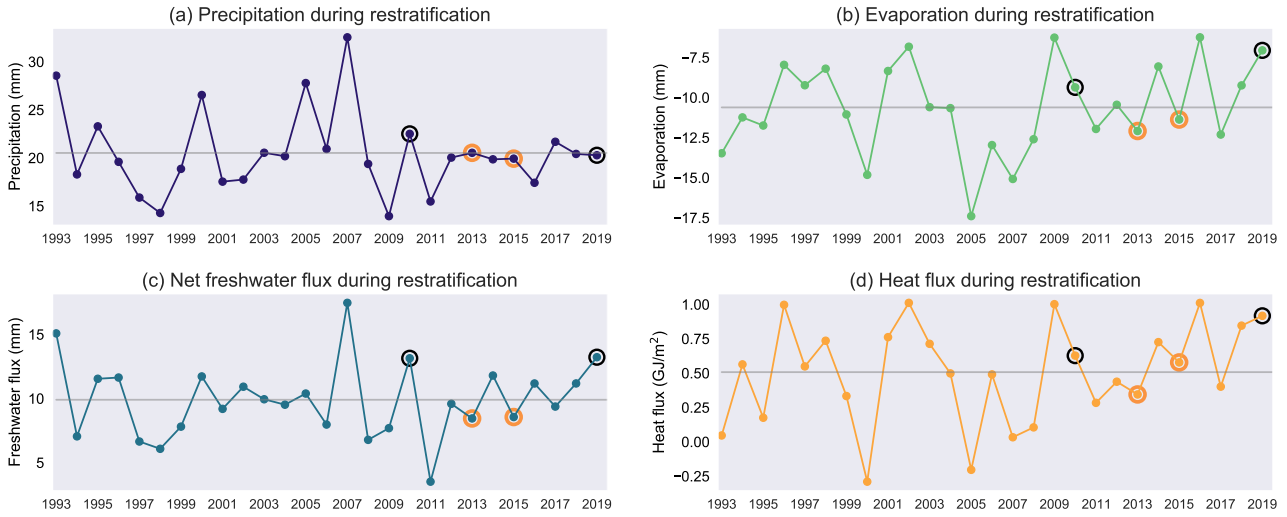 (a) Precipitation during restratification
Precipitation (mm)
30
25
20
15
1993 1995 1997 1999 2001 2003 2005 2007 2009 2011 2013 2015 2017 2019
(b) Evaporation during restratification
Evaporation (mm)
−7.5
−10.0
−12.5
−15.0
−17.5
1993 1995 1997 1999 2001 2003 2005 2007 2009 2011 2013 2015 2017 2019
(c) Net freshwater flux during restratification
Freshwater flux (mm)
15
10
5
1993 1995 1997 1999 2001 2003 2005 2007 2009 2011 2013 2015 2017 2019
(d) Heat flux during restratification
Heat flux (GJ/m²)
1.00
0.75
0.50
0.25
0.00
−0.25
1993 1995 1997 1999 2001 2003 2005 2007 2009 2011 2013 2015 2017 2019